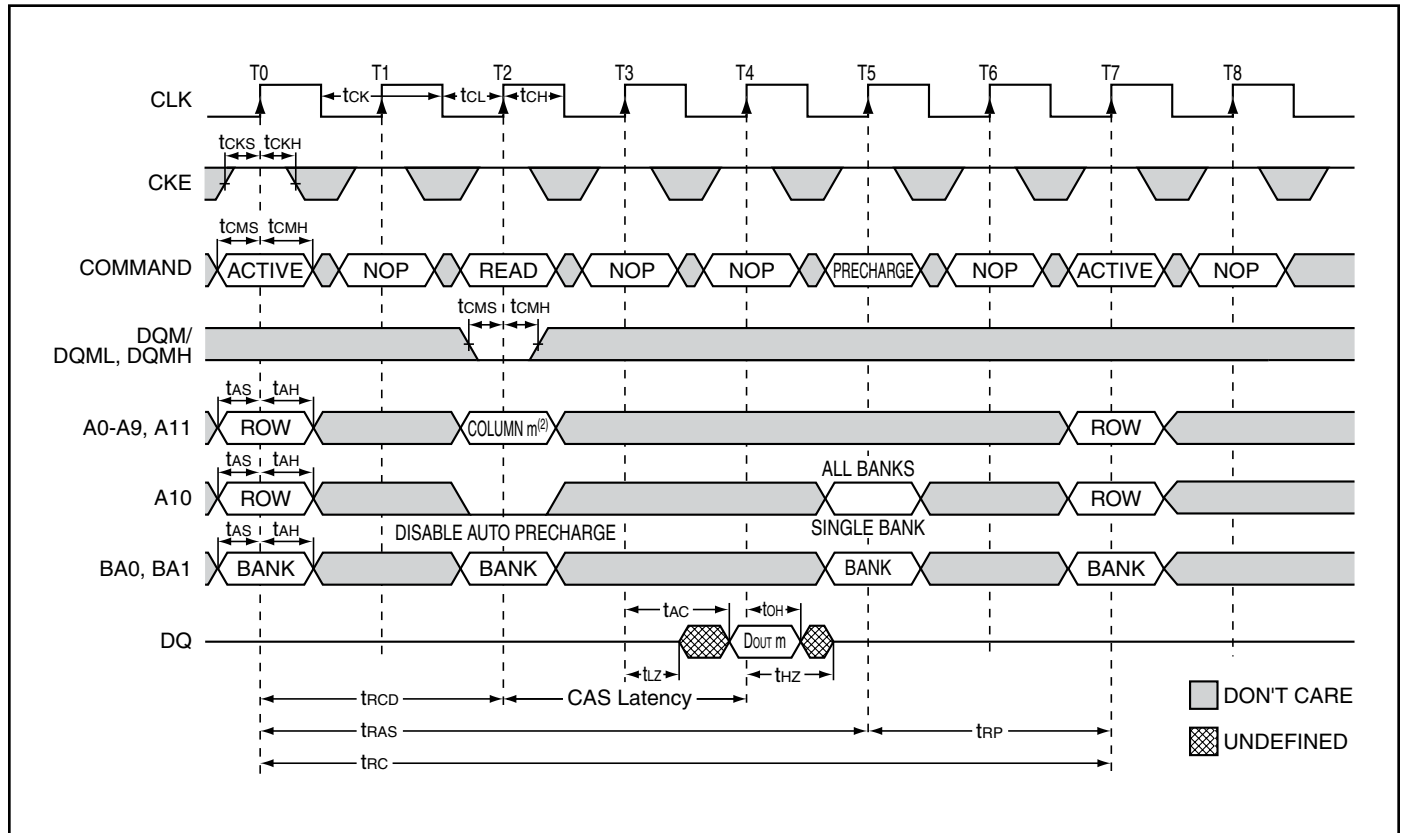 T0 T1 T2 T3 T4 T5 T6 T7 T8
CLK tCK tCL tCH
tCKS tCKH
CKE
tCMS tCMH
COMMAND ACTIVE NOP READ NOP NOP PRECHARGE NOP ACTIVE NOP
tCMS tCMH
DQM/
DQML, DQMH
tAS tAH
A0-A9, A11 ROW COLUMN m(2) ROW
tAS tAH ALL BANKS
A10 ROW ROW
tAS tAH DISABLE AUTO PRECHARGE SINGLE BANK
BA0, BA1 BANK BANK BANK BANK
tAC tOH
DQ DOUT m
tLZ tHZ
tRCD CAS Latency DON'T CARE
tRAS tRP UNDEFINED
tRC